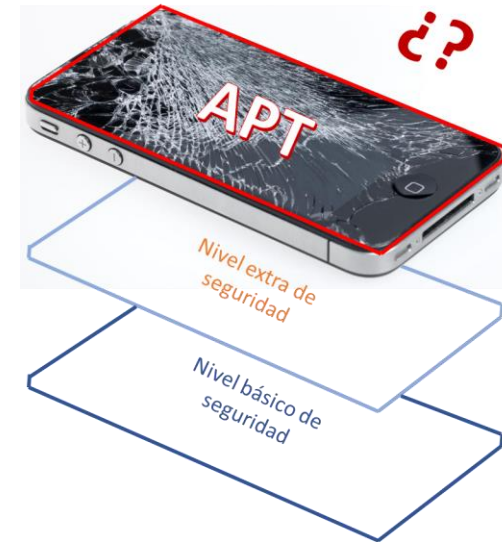 ¿?
APT
Nivel extra de
seguridad
Nivel básico de
seguridad